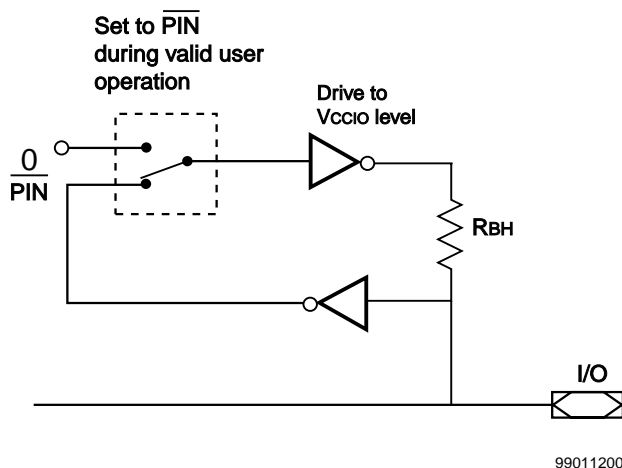 Set to PIN
during valid user
operation
Drive to
VCCIO level
0
PIN
RBH
I/O
99011200